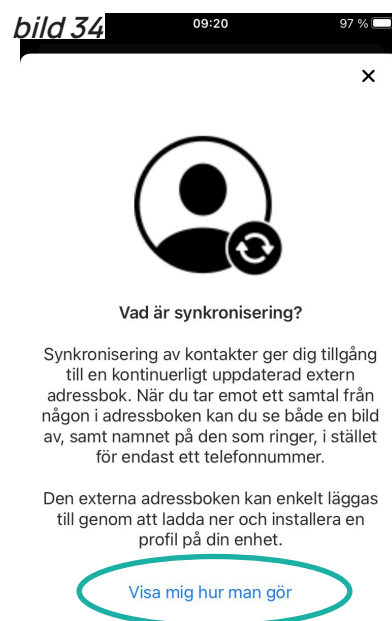 bild 34
09:20
97 %
Vad är synkronisering?
Synkronisering av kontakter ger dig tillgång
till en kontinuerligt uppdaterad extern
adressbok. När du tar emot ett samtal från
någon i adressboken kan du se både en bild
av, samt namnet på den som ringer, i stället
för endast ett telefonnummer.
Den externa adressboken kan enkelt läggas
till genom att ladda ner och installera en
profil på din enhet.
Visa mig hur man gör